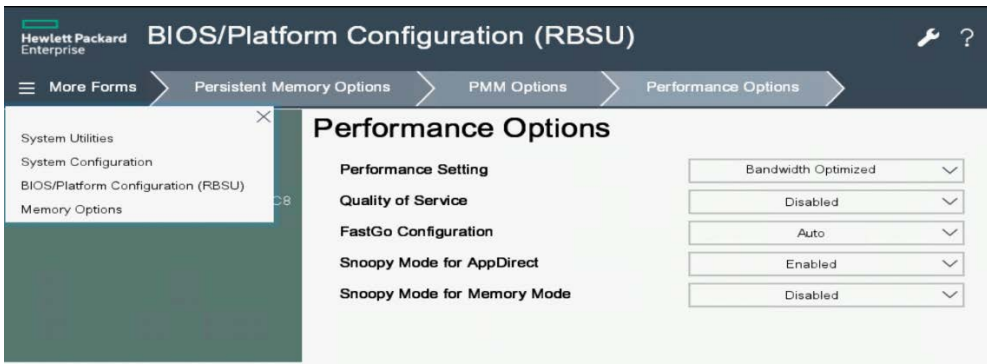 Hewlett Packard
Enterprise
BIOS/Platform Configuration (RBSU)
?
More Forms
Persistent Memory Options
PMM Options
Performance Options
System Utilities
System Configuration
BIOS/Platform Configuration (RBSU)
Memory Options
C8
Performance Options
Performance Setting Bandwidth Optimized
Quality of Service Disabled
FastGo Configuration Auto
Snoopy Mode for AppDirect Enabled
Snoopy Mode for Memory Mode Disabled